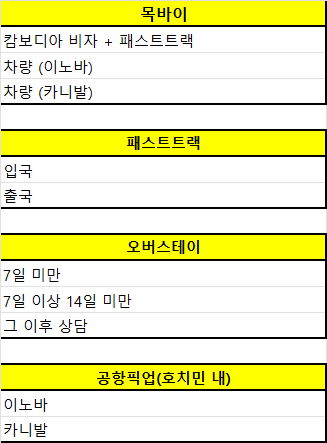 목바이
캄보디아 비자 + 패스트트랙
차량 (이노바)
차량 (카니발)
패스트트랙
입국
출국
오버스테이
7일 미만
7일 이상 14일 미만
그 이후 상담
공항픽업(호치민 내)
이노바
카니발